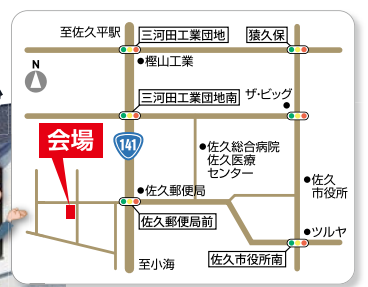 至佐久平駅
三河田工業団地
猿久保
N
樫山工業
三河田工業団地南
ザ・ビッグ
会場
141
佐久総合病院
佐久医療
センター
佐久郵便局
佐久
市役所
佐久郵便局前
ツルヤ
佐久市役所南
至小海